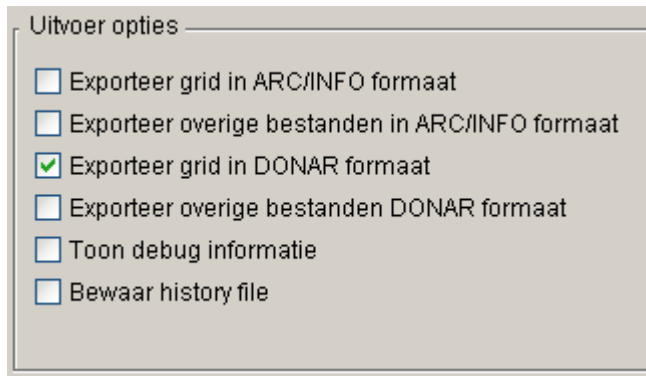 Uitvoer opties
Exporteer grid in ARC/INFO formaat
Exporteer overige bestanden in ARC/INFO formaat
Exporteer grid in DONAR formaat
Exporteer overige bestanden DONAR formaat
Toon debug informatie
Bewaar history file